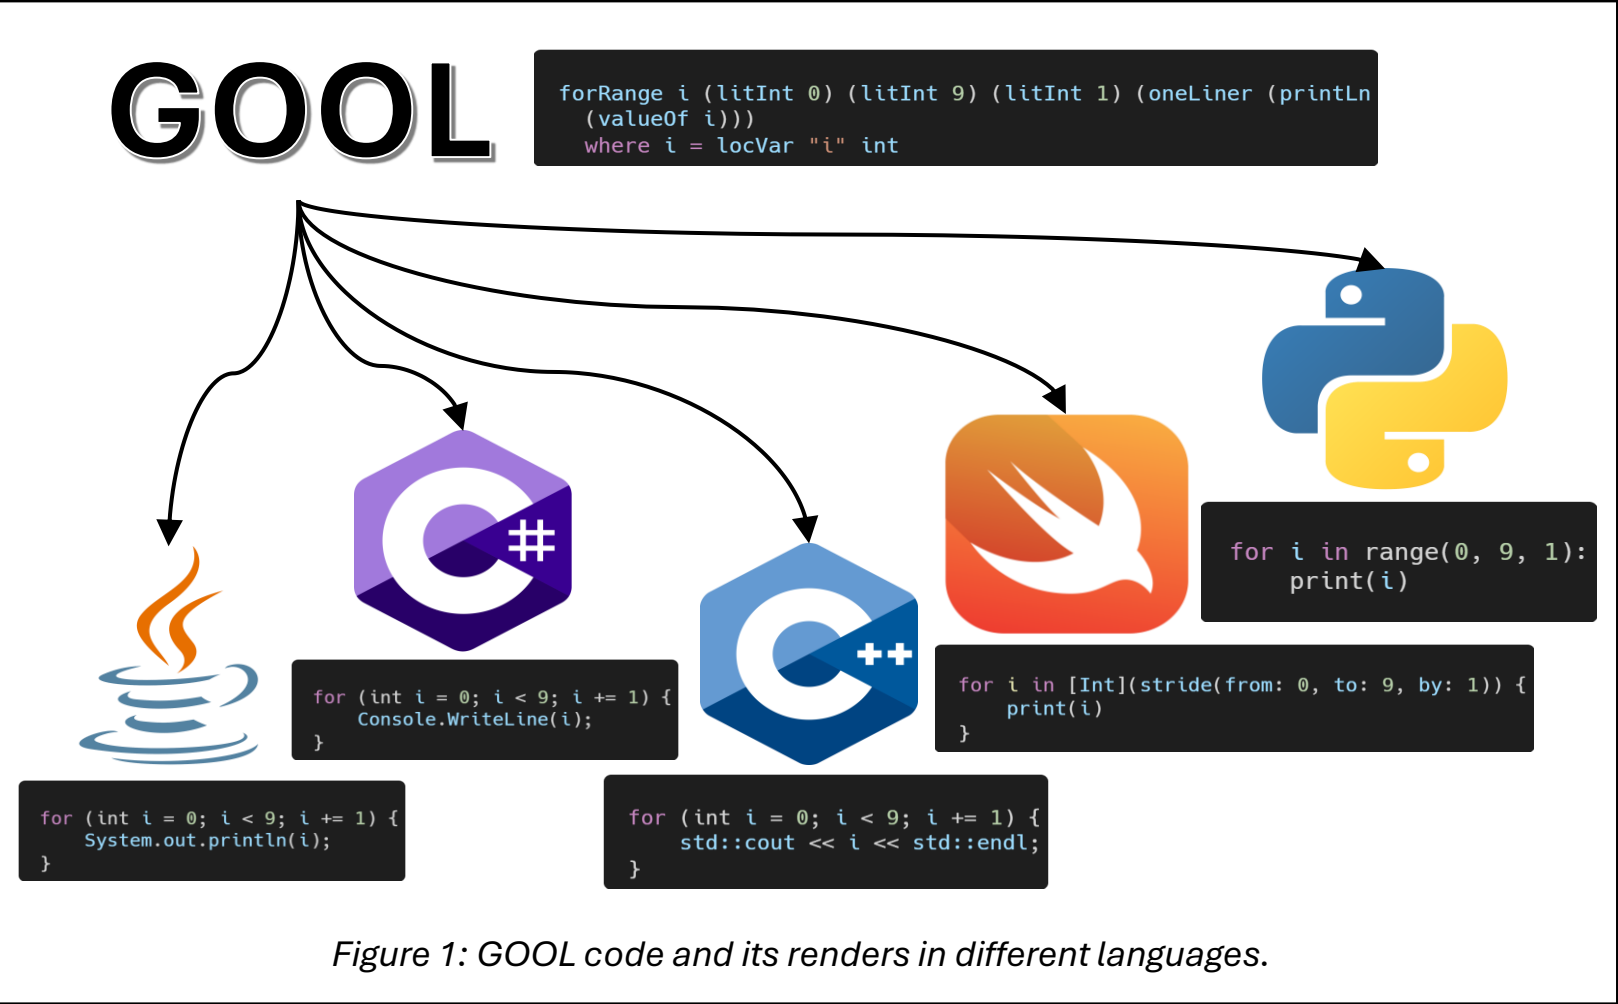 GOOL
forRange i (litInt 0) (litInt 9) (litInt 1) (oneLiner (printLn
(valueOf i)))
where i = locVar "i" int
#
++
for i in range(0, 9, 1):
print(i)
for (int i = 0; i < 9; i += 1) {
Console.WriteLine(i);
}
for i in [Int](stride(from: 0, to: 9, by: 1)) {
print(i)
}
for (int i = 0; i < 9; i += 1) {
System.out.println(i);
}
for (int i = 0; i < 9; i += 1) {
std::cout << i << std::endl;
}
Figure 1: GOOL code and its renders in different languages.